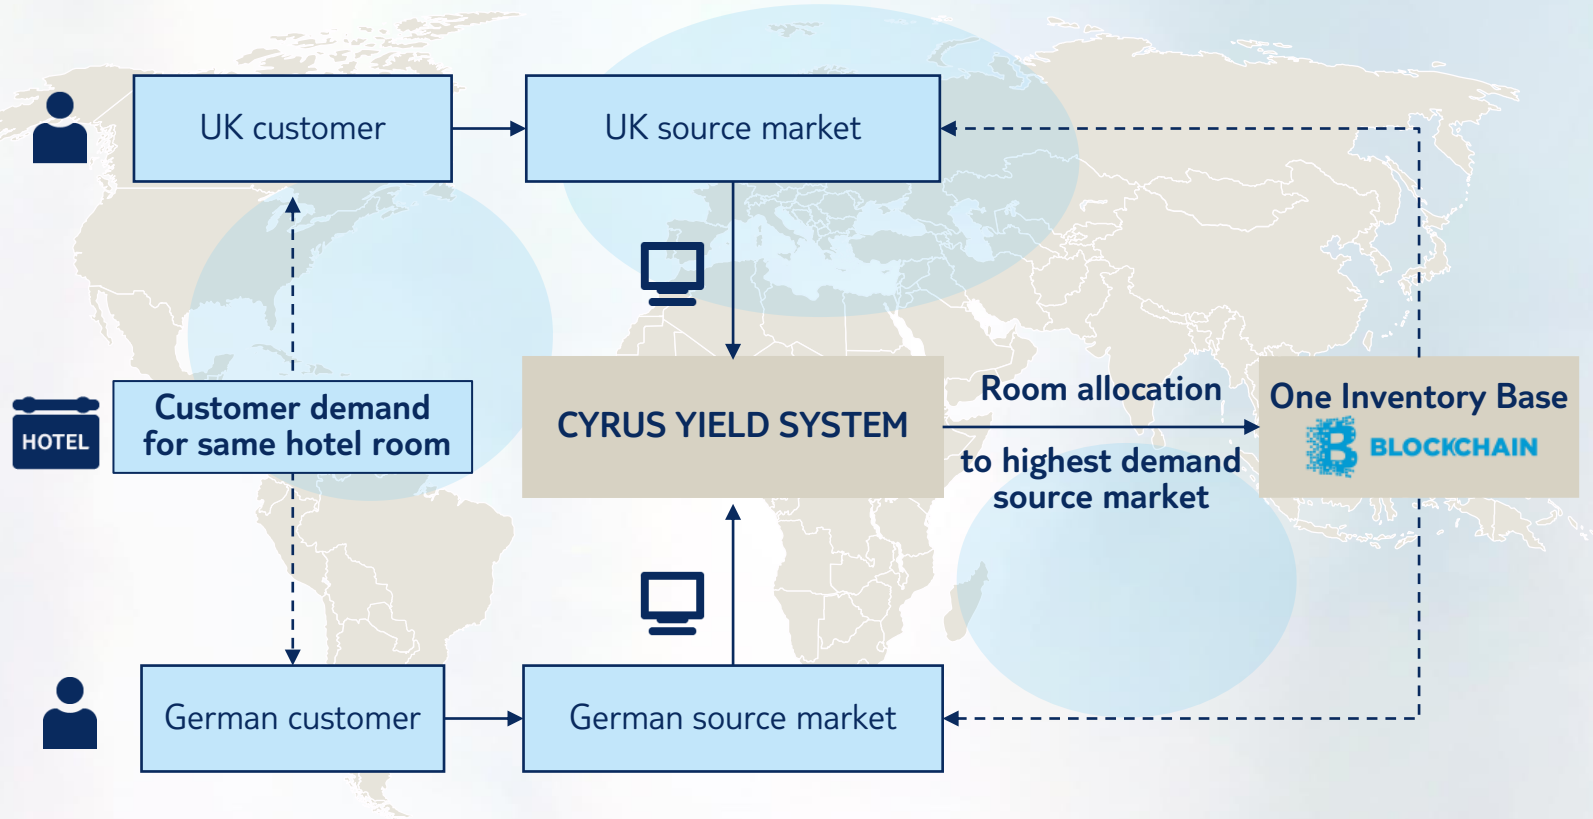 UK customer
UK source market
HOTEL
Customer demand
for same hotel room
CYRUS YIELD SYSTEM
Room allocation
to highest demand
source market
One Inventory Base
BLOCKCHAIN
German customer
German source market